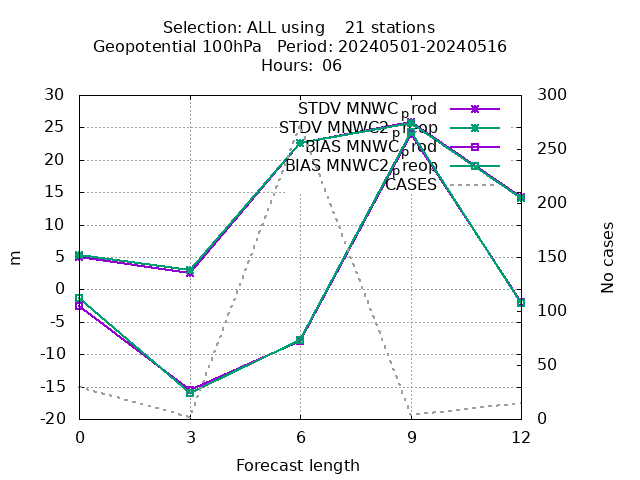 Selection: ALL using    21 stations
Geopotential 100hPa   Period: 20240501-20240516
Hours: 06
30
25
20
15
10
5
0
-5
-10
-15
-20
300
250
200
150
100
50
0
0 3 6 9 12
m
No cases
Forecast length
STDV MNWC_prod
STDV MNWC2_preop
BIAS MNWC_prod
BIAS MNWC2_preop
CASES